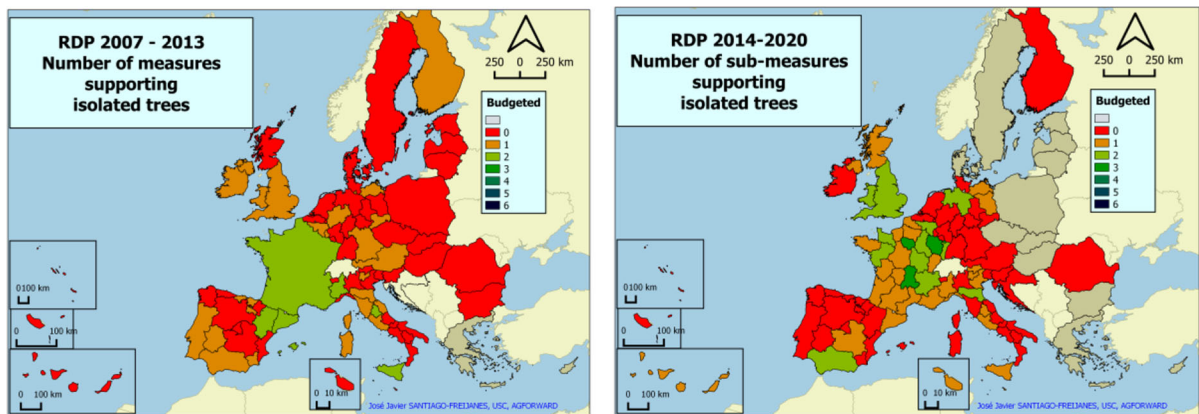 RDP 2007 - 2013
Number of measures
supporting
isolated trees
250 0 250 km
Budgeted
0
1
2
3
4
5
6
0 100 km
0 100 km
0 100 km
0 10 km
José Javier SANTIAGO-FREIJANES, USC, AGFORWARD
RDP 2014-2020
Number of sub-measures
supporting
isolated trees
250 0 250 km
Budgeted
0
1
2
3
4
5
6
0 100 km
0 100 km
0 100 km
0 10 km
José Javier SANTIAGO-FREIJANES, USC, AGFORWARD